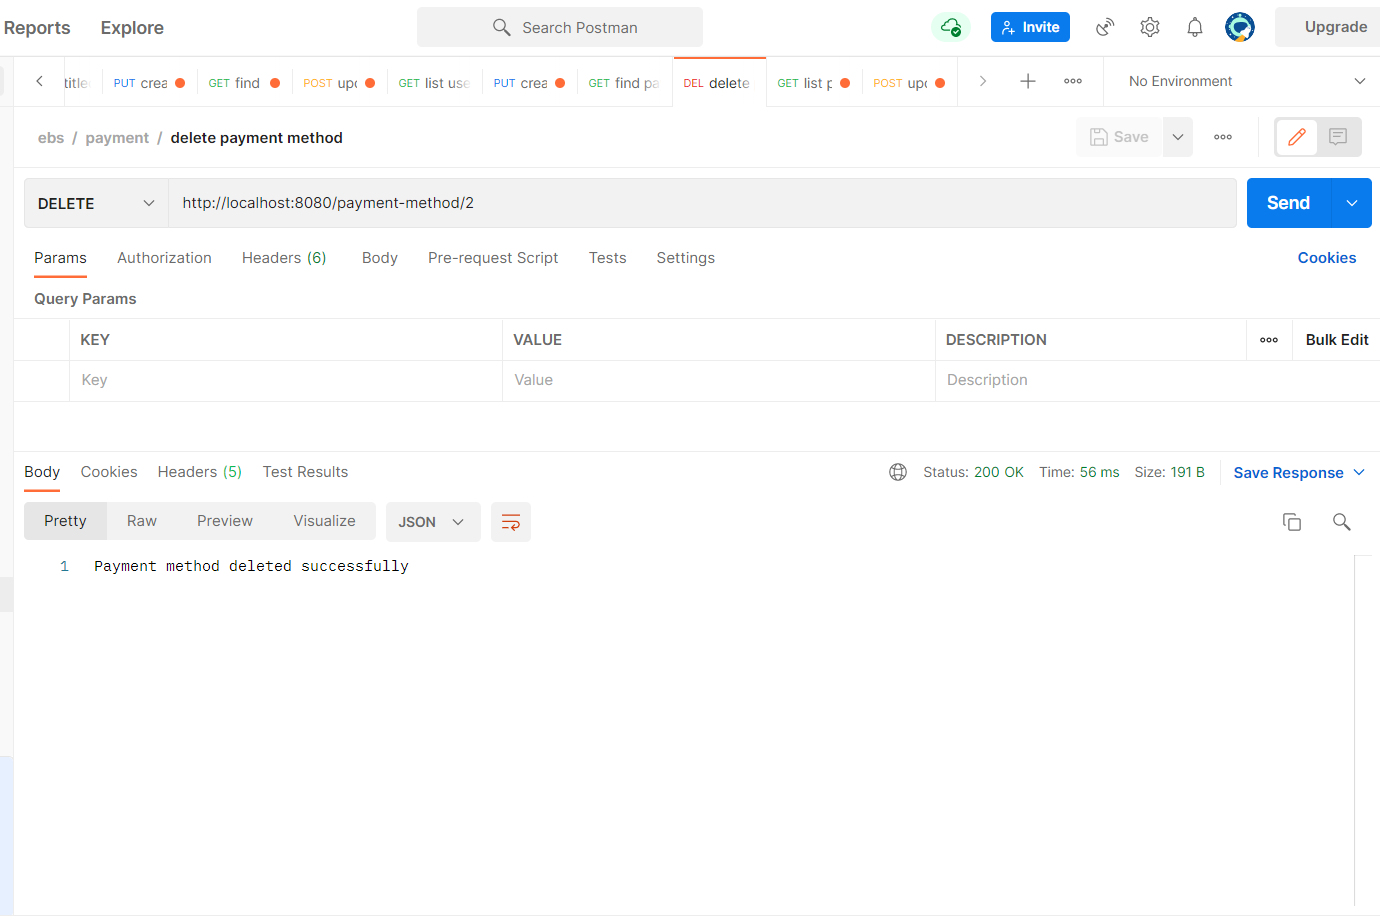 Reports Explore Search Postman Invite Upgrade
PUT crea GET find POST upd GET list use PUT crea GET find pa DEL delete GET list p POST upd No Environment
ebs / payment / delete payment method Save
DELETE http://localhost:8080/payment-method/2 Send
Params Authorization Headers (6) Body Pre-request Script Tests Settings Cookies
Query Params
KEY VALUE DESCRIPTION Bulk Edit
Key Value Description
Body Cookies Headers (5) Test Results Status: 200 OK Time: 56 ms Size: 191 B Save Response
Pretty Raw Preview Visualize JSON
1 Payment method deleted successfully